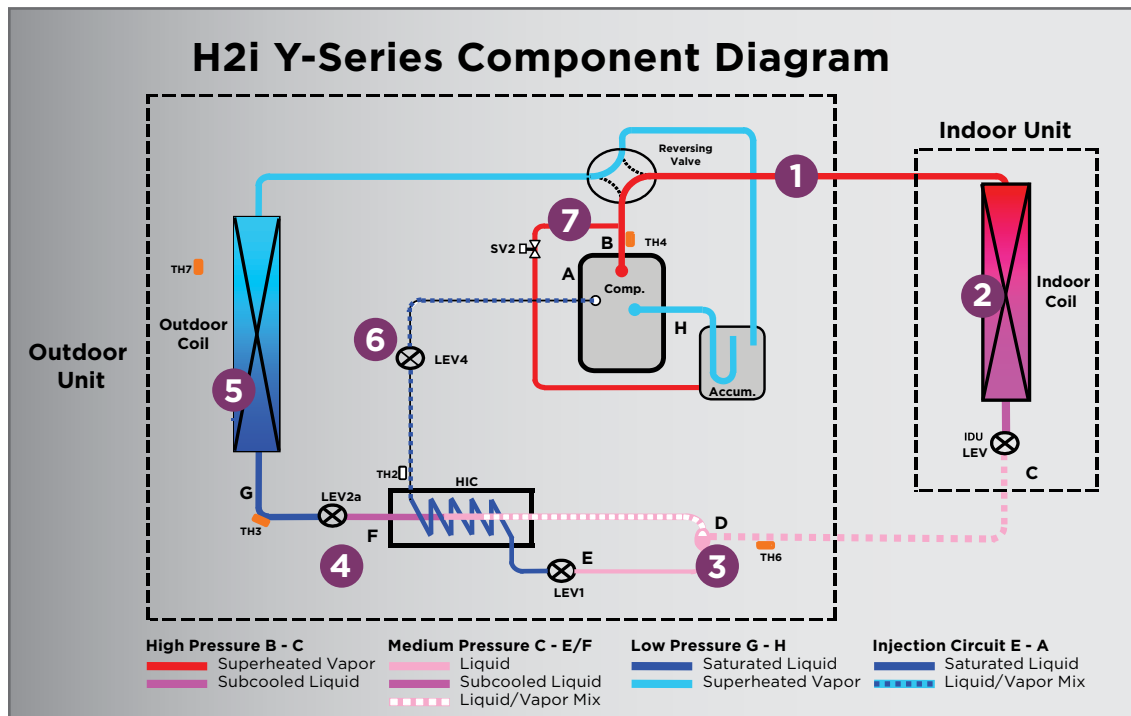 H2i Y-Series Component Diagram
Indoor Unit
Reversing
Valve
1
7
SV2
B
TH4
A
TH7
Comp.
2
Indoor
Coil
Outdoor
Coil
H
6
LEV4
Outdoor
Unit
5
Accum.
IDU
LEV
TH2
HIC
C
G
LEV2a
D
TH3
F
3
TH6
4
E
LEV1
High Pressure B - C
Superheated Vapor
Subcooled Liquid
Medium Pressure C - E/F
Liquid
Subcooled Liquid
Liquid/Vapor Mix
Low Pressure G - H
Saturated Liquid
Superheated Vapor
Injection Circuit E - A
Saturated Liquid
Liquid/Vapor Mix